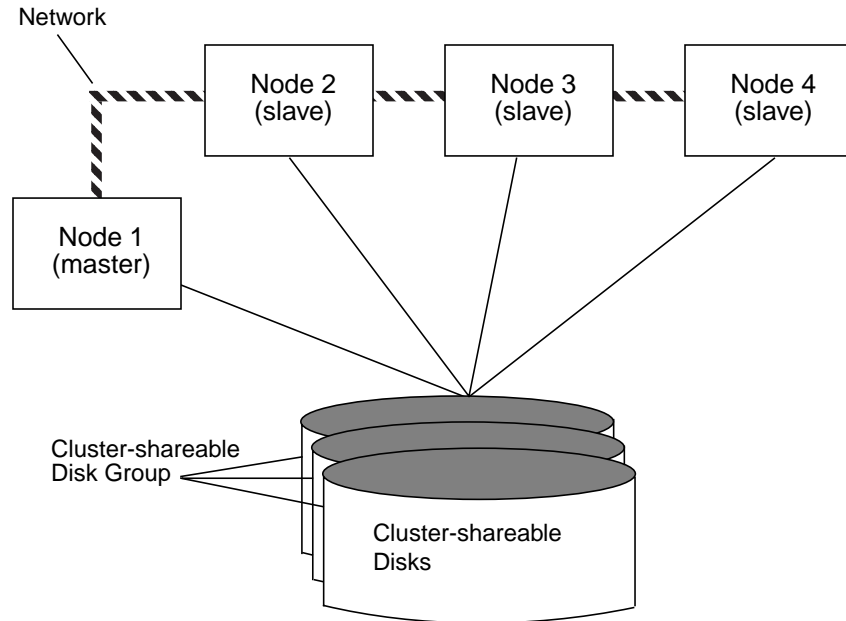 Network
Node 2
(slave)
Node 3
(slave)
Node 4
(slave)
Node 1
(master)
Cluster-shareable
Disk Group
Cluster-shareable
Disks